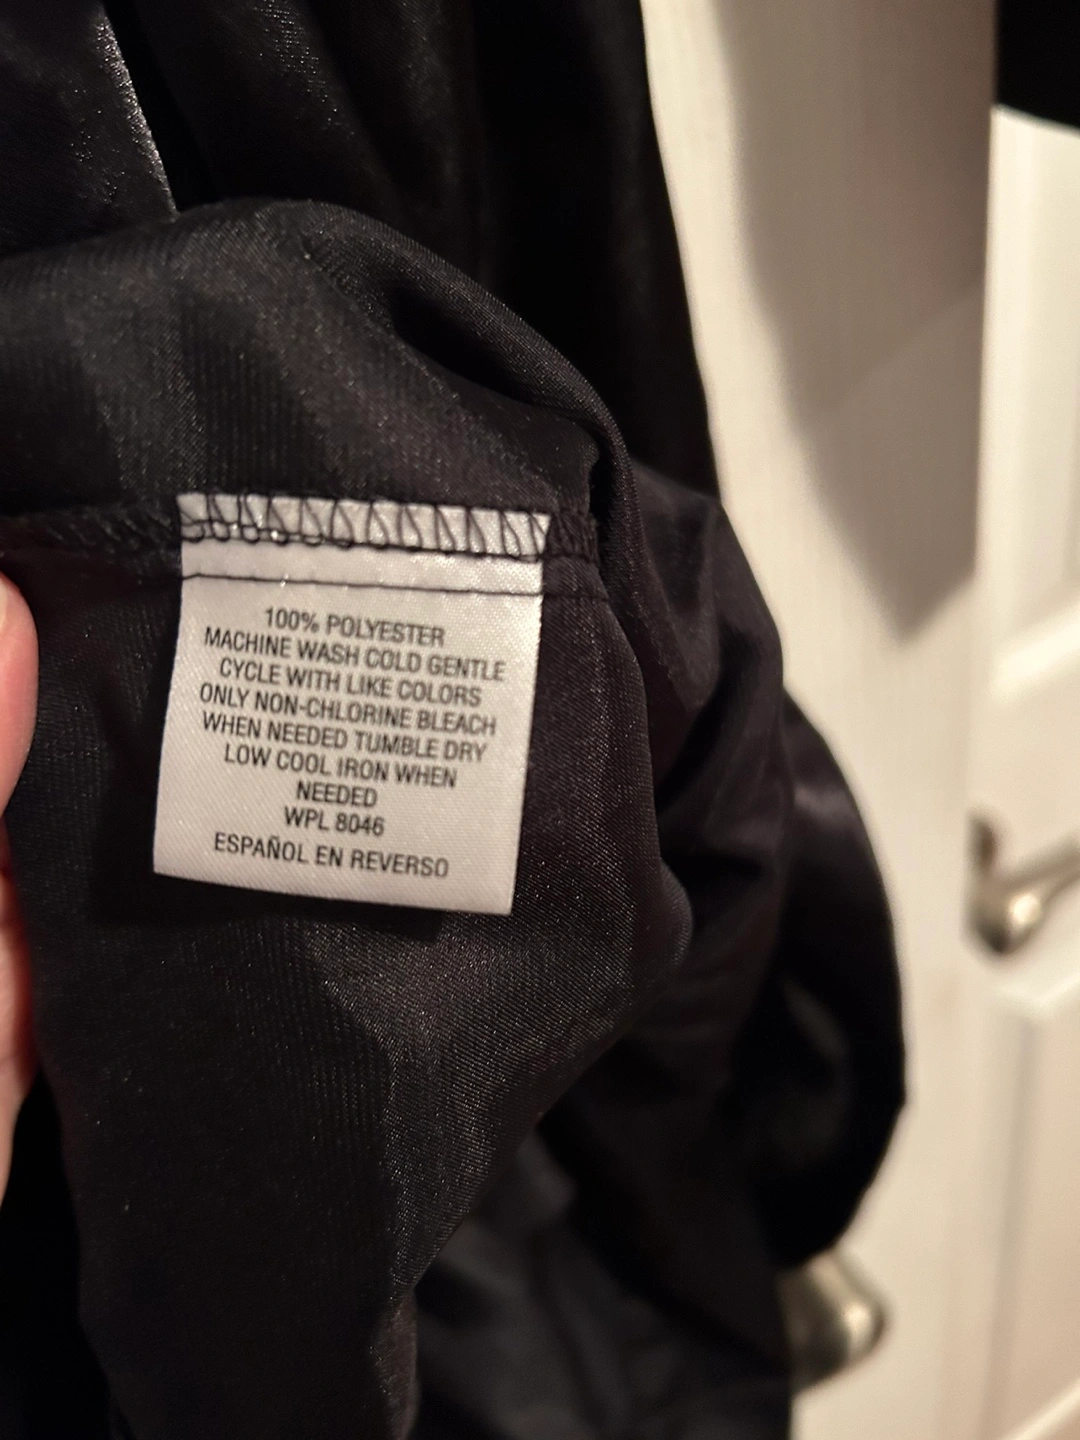 100% POLYESTER
MACHINE WASH COLD GENTLE
CYCLE WITH LIKE COLORS
ONLY NON-CHLORINE BLEACH
WHEN NEEDED TUMBLE DRY
LOW COOL IRON WHEN
NEEDED
WPL 8046
ESPAÑOL EN REVERSO